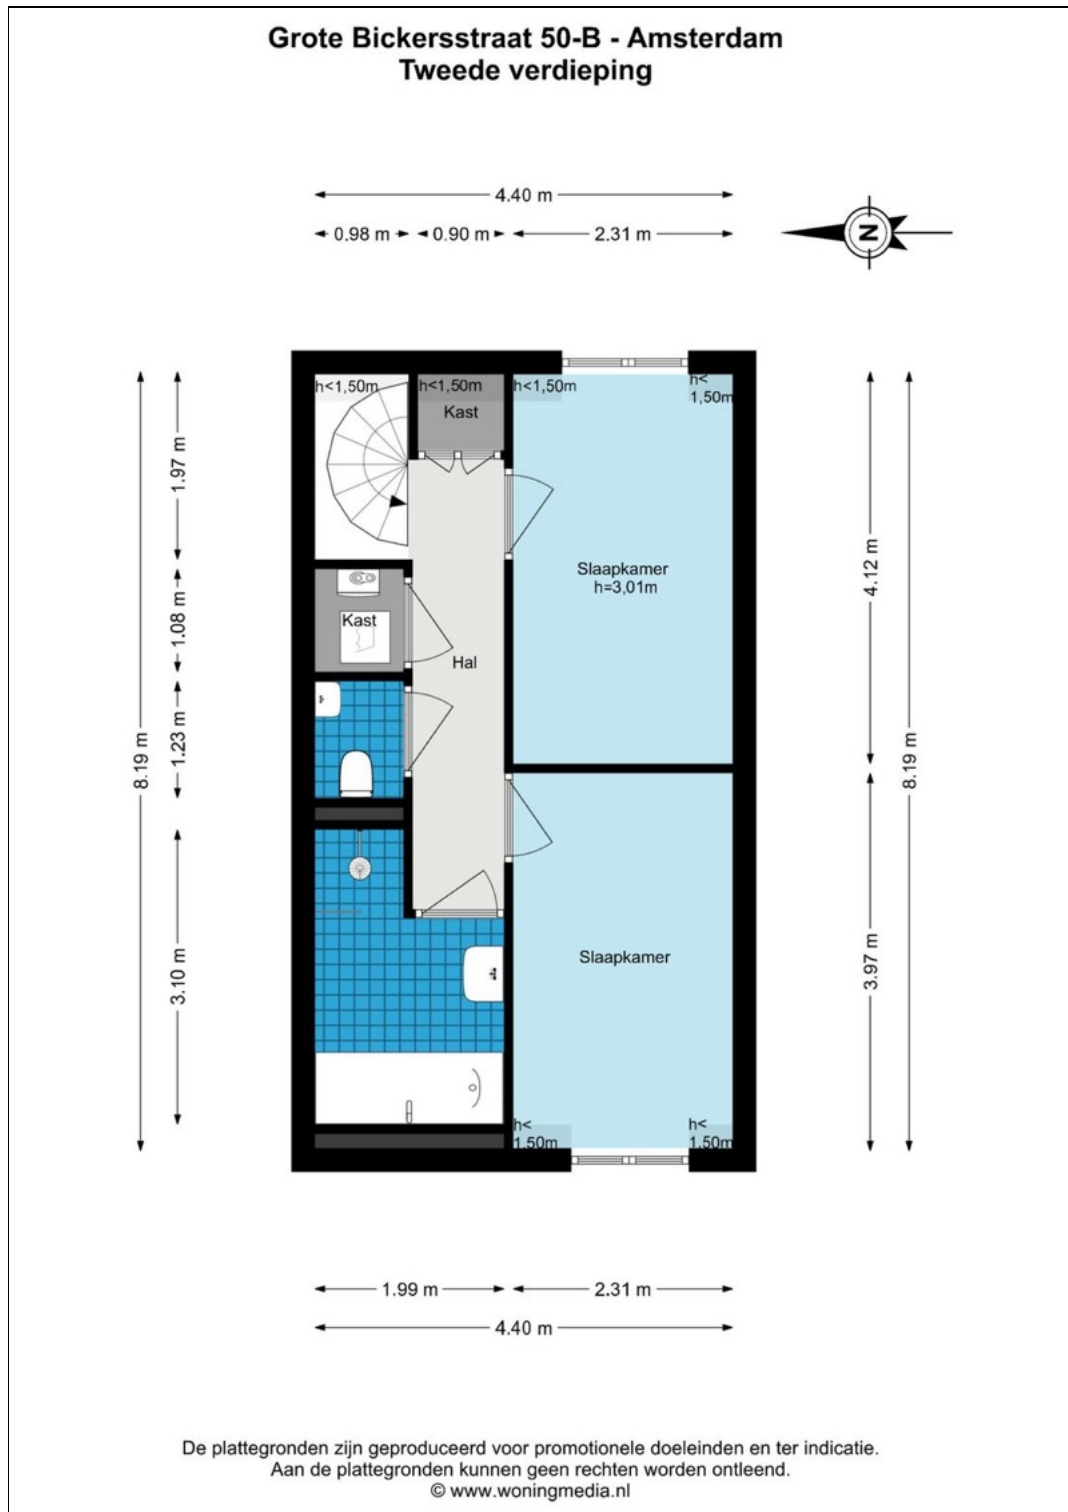 Grote Bickersstraat 50-B - Amsterdam
Tweede verdieping
4.40 m
0.98 m
0.90 m
2.31 m
N
h<1,50m
h<1,50m
h<1,50m
h<
1,50m
Kast
1.97 m
4.12 m
Slaapkamer
h=3,01m
1.08 m
Kast
Hal
1.23 m
8.19 m
8.19 m
3.10 m
3.97 m
Slaapkamer
h<
1,50m
h<
1,50m
1.99 m
2.31 m
4.40 m
De plattegronden zijn geproduceerd voor promotionele doeleinden en ter indicatie.
Aan de plattegronden kunnen geen rechten worden ontleend.
© www.woningmedia.nl